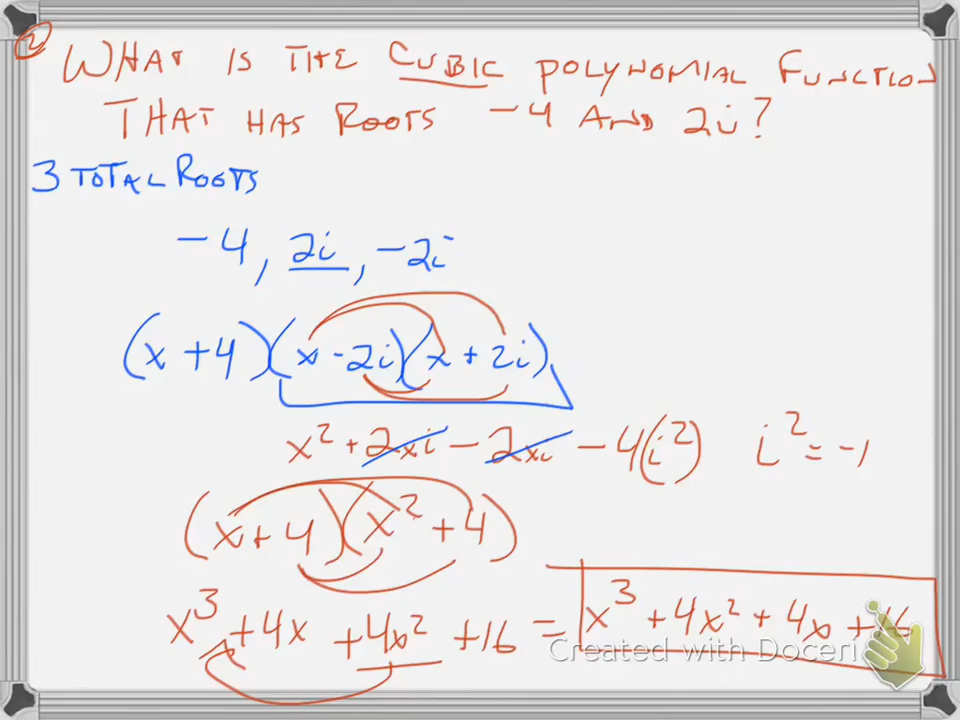 2 WHAT IS THE CUBIC POLYNOMIAL FUNCTION
THAT HAS ROOTS -4 AND 2i?
3 TOTAL ROOTS
-4, 2i, -2i
(x +4)(x -2i)(x + 2i)
x² + 2xi - 2xi - 4(i²) i² = -1
(x + 4)(x² + 4)
x³ + 4x + 4x² + 16 = x³ + 4x² + 4x + 16
Created with Doceri